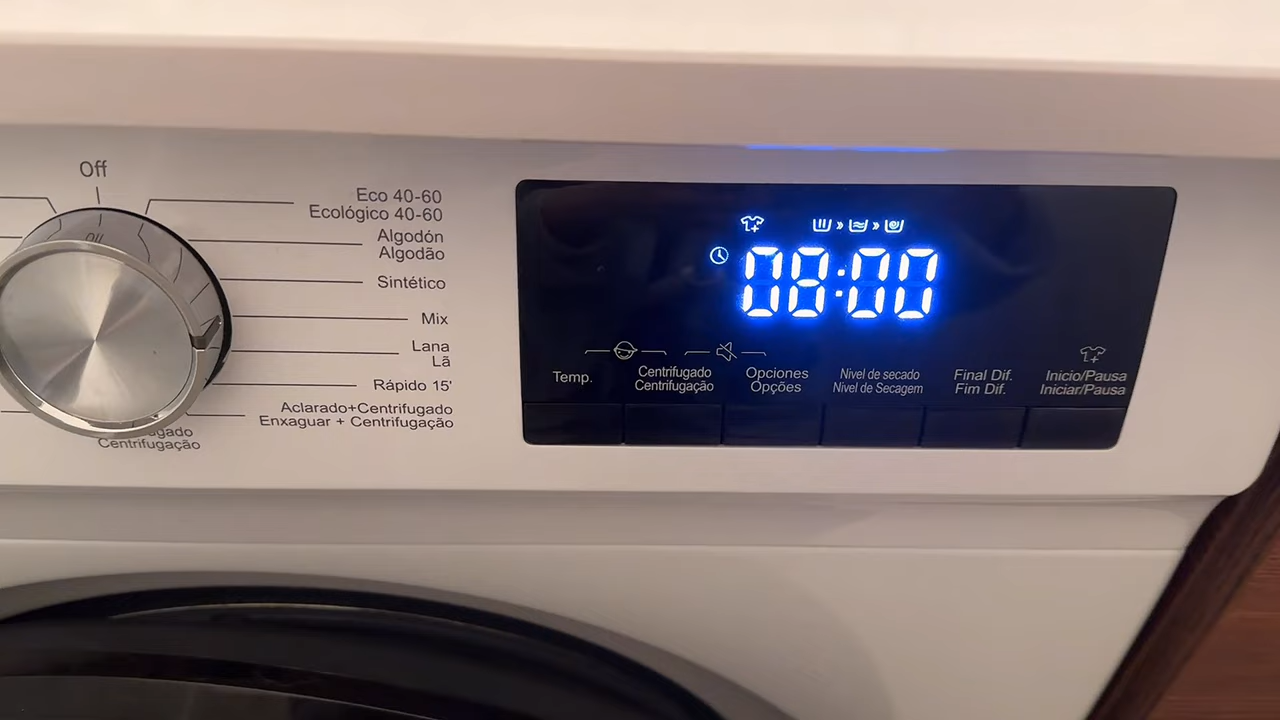 Off
Eco 40-60
Ecológico 40-60
Algodón
Algodão
Sintético
Mix
Lana
Lã
Rápido 15'
Aclarado+Centrifugado
Enxaguar + Centrifugação
Centrifugação
08:00
Temp.
Centrifugado
Centrifugação
Opciones
Opções
Nivel de secado
Nivel de Secagem
Final Dif.
Fim Dif.
Inicio/Pausa
Iniciar/Pausa